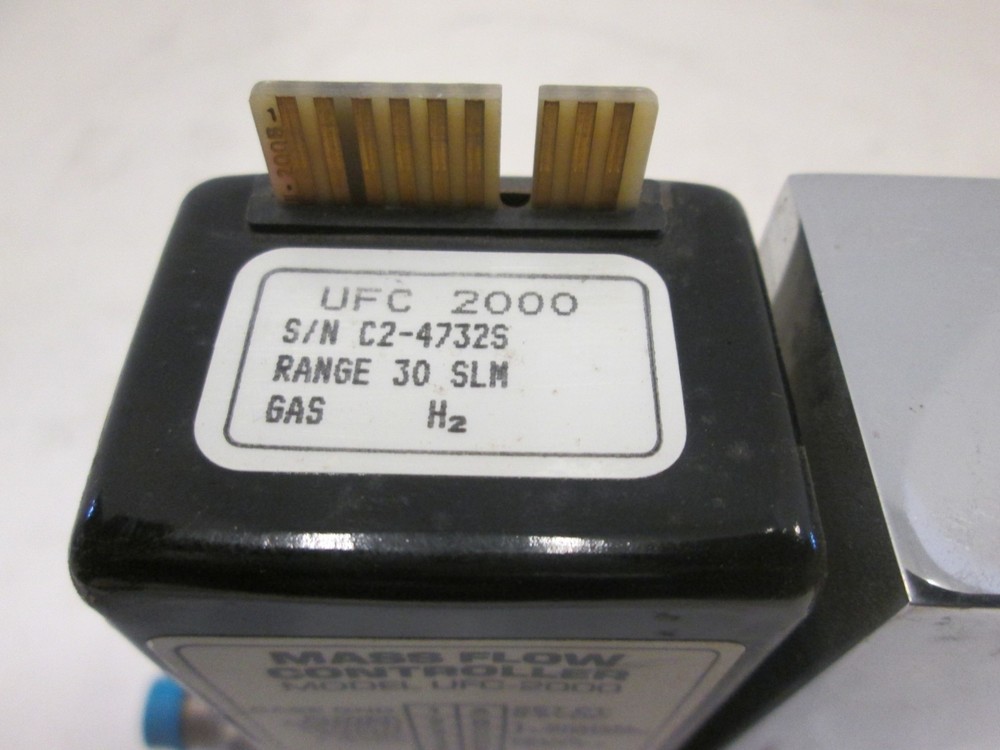 UFC 2000
S/N C2-4732S
RANGE 30 SLM
GAS H₂
MASS FLOW
CONTROLLER
MODEL UFC-2000